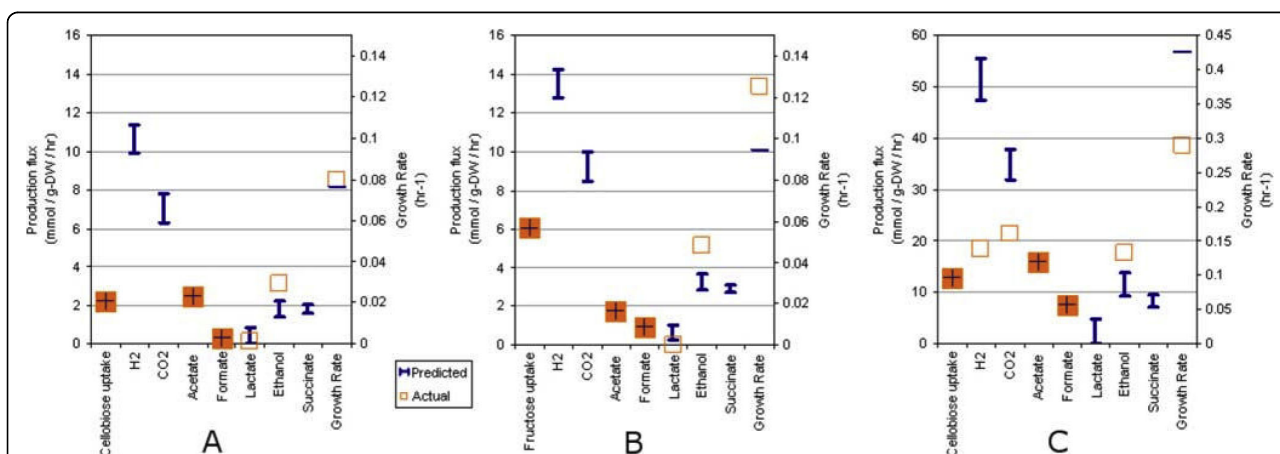 16
14
12
10
8
6
4
2
0
Production flux
(mmol / g-DW / hr)
0.14
0.12
0.1
0.08
0.06
0.04
0.02
0
Growth Rate
(hr-1)
Cellobiose uptake
H2
CO2
Acetate
Formate
Lactate
Ethanol
Succinate
Growth Rate
A
Predicted
Actual
16
14
12
10
8
6
4
2
0
Production flux
(mmol / g-DW / hr)
0.14
0.12
0.1
0.08
0.06
0.04
0.02
0
Growth Rate
(hr-1)
Fructose uptake
H2
CO2
Acetate
Formate
Lactate
Ethanol
Succinate
Growth Rate
B
60
50
40
30
20
10
0
Production flux
(mmol / g-DW / hr)
0.45
0.4
0.35
0.3
0.25
0.2
0.15
0.1
0.05
0
Growth Rate
(hr-1)
Cellobiose uptake
H2
CO2
Acetate
Formate
Lactate
Ethanol
Succinate
Growth Rate
C